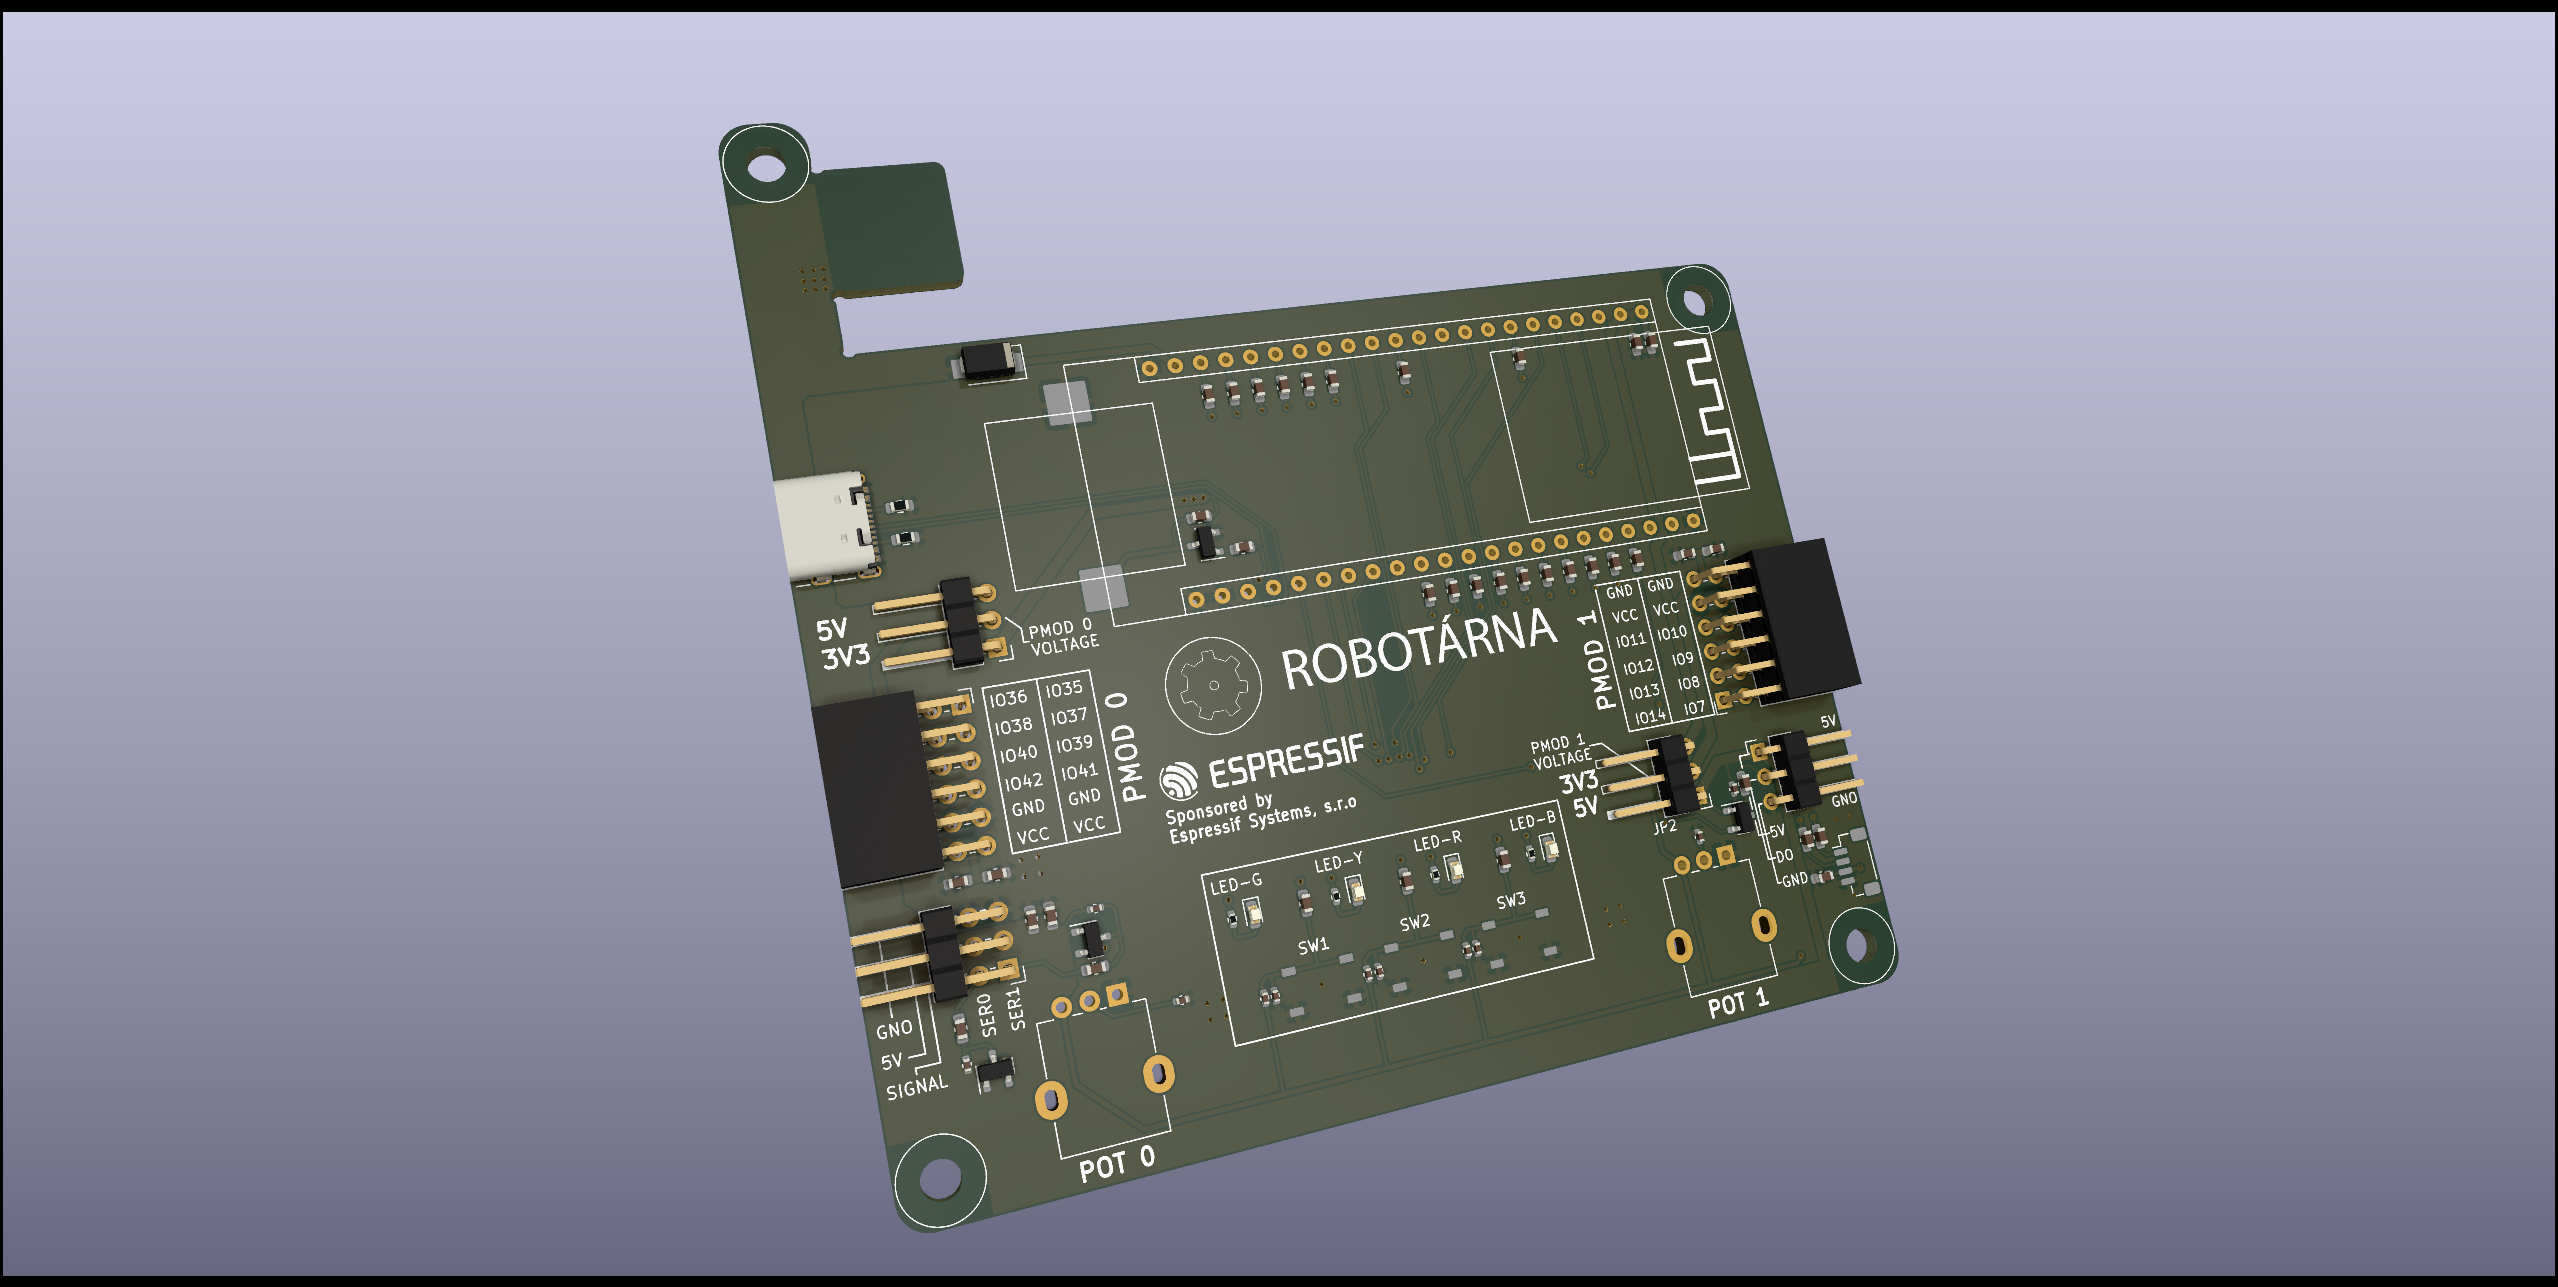 5V
3V3
PMOD 0
VOLTAGE
IO36 IO35
IO38 IO37
IO40 IO39
IO42 IO41
GND GND
VCC VCC
PMOD 0
ROBOTÁRNA
ESPRESSIF
Sponsored by
Espressif Systems, s.r.o
PMOD 1
GND GND
VCC VCC
IO11 IO10
IO12 IO9
IO13 IO8
IO14 IO7
PMOD 1
VOLTAGE
3V3
5V
JP2
5V
GND
5V
DO
GND
LED-G
LED-Y
LED-R
LED-B
SW1
SW2
SW3
SER0
SER1
GND
5V
SIGNAL
POT 0
POT 1